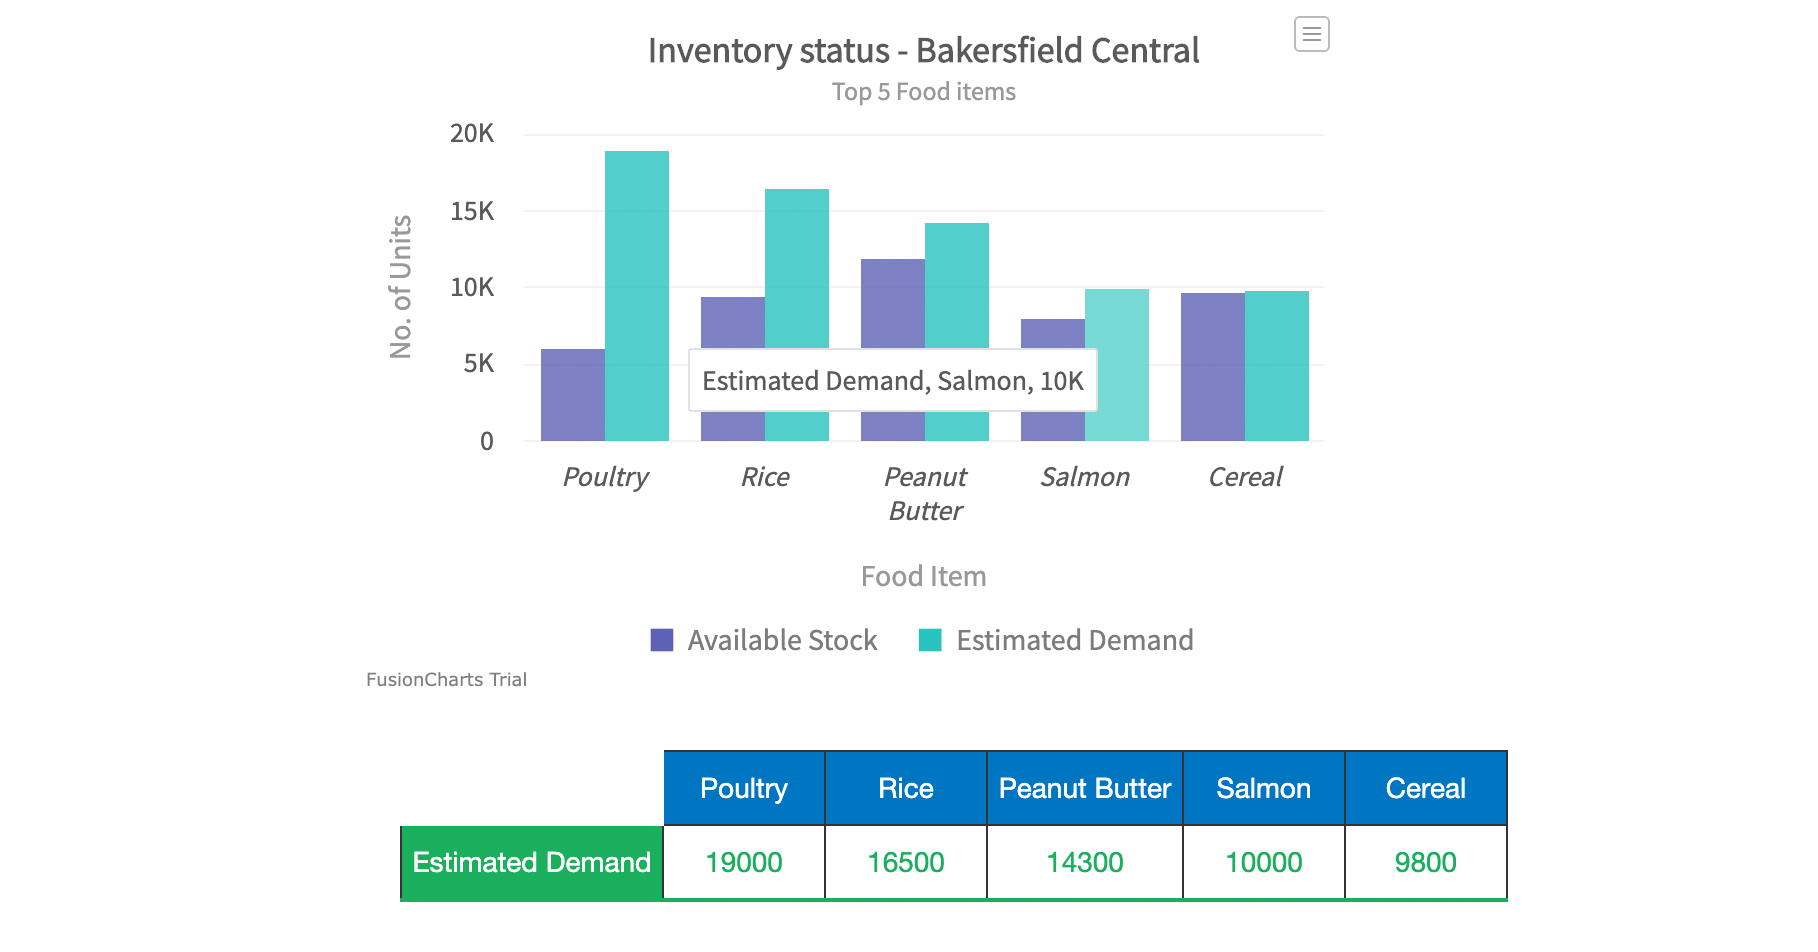 Inventory status - Bakersfield Central
Top 5 Food items
20K
15K
10K
5K
0
No. of Units
Estimated Demand, Salmon, 10K
Poultry
Rice
Peanut
Butter
Salmon
Cereal
Food Item
Available Stock
Estimated Demand
FusionCharts Trial
Poultry Rice Peanut Butter Salmon Cereal
Estimated Demand 19000 16500 14300 10000 9800